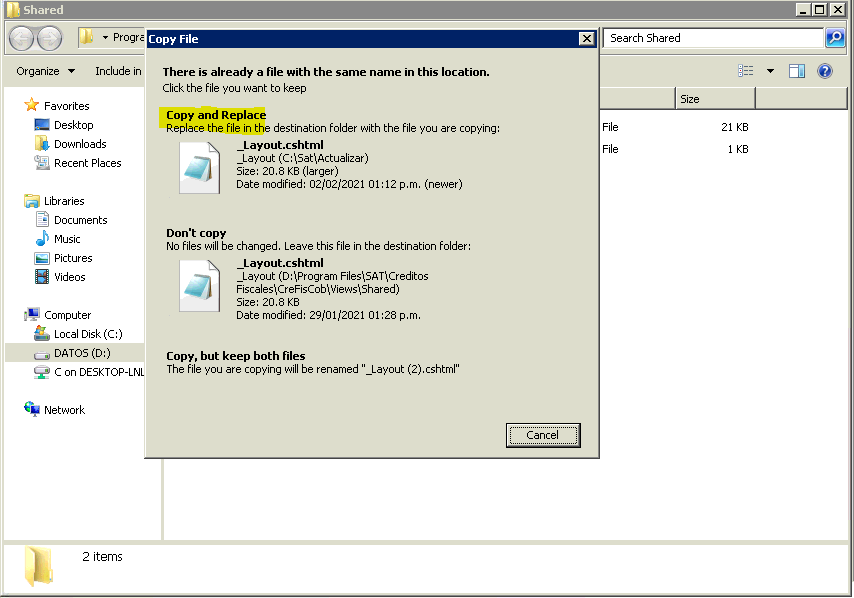 Shared
Progra
Search Shared
Organize
Include in
Size
Favorites
Desktop
Downloads
Recent Places
Libraries
Documents
Music
Pictures
Videos
Computer
Local Disk (C:)
DATOS (D:)
C on DESKTOP-LNL
Network
File
21 KB
File
1 KB
Copy File
There is already a file with the same name in this location.
Click the file you want to keep
Copy and Replace
Replace the file in the destination folder with the file you are copying:
_Layout.cshtml
_Layout (C:\Sat\Actualizar)
Size: 20.8 KB (larger)
Date modified: 02/02/2021 01:12 p.m. (newer)
Don't copy
No files will be changed. Leave this file in the destination folder:
_Layout.cshtml
_Layout (D:\Program Files\SAT\Creditos
Fiscales\CreFisCob\Views\Shared)
Size: 20.8 KB
Date modified: 29/01/2021 01:28 p.m.
Copy, but keep both files
The file you are copying will be renamed "_Layout (2).cshtml"
Cancel
2 items